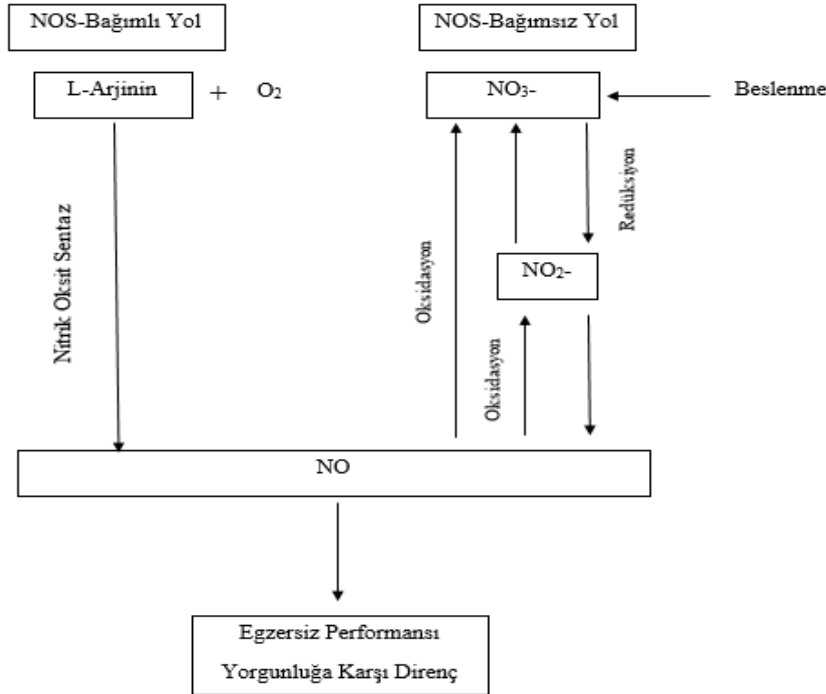 NOS-Bağımlı Yol
NOS-Bağımsız Yol
L-Arjinin + O₂
NO₃-
Beslenme
Nitrik Oksit Sentaz
Oksidasyon
Redüksiyon
NO₂-
Oksidasyon
NO
Egzersiz Performansı
Yorgunluğa Karşı Direnç